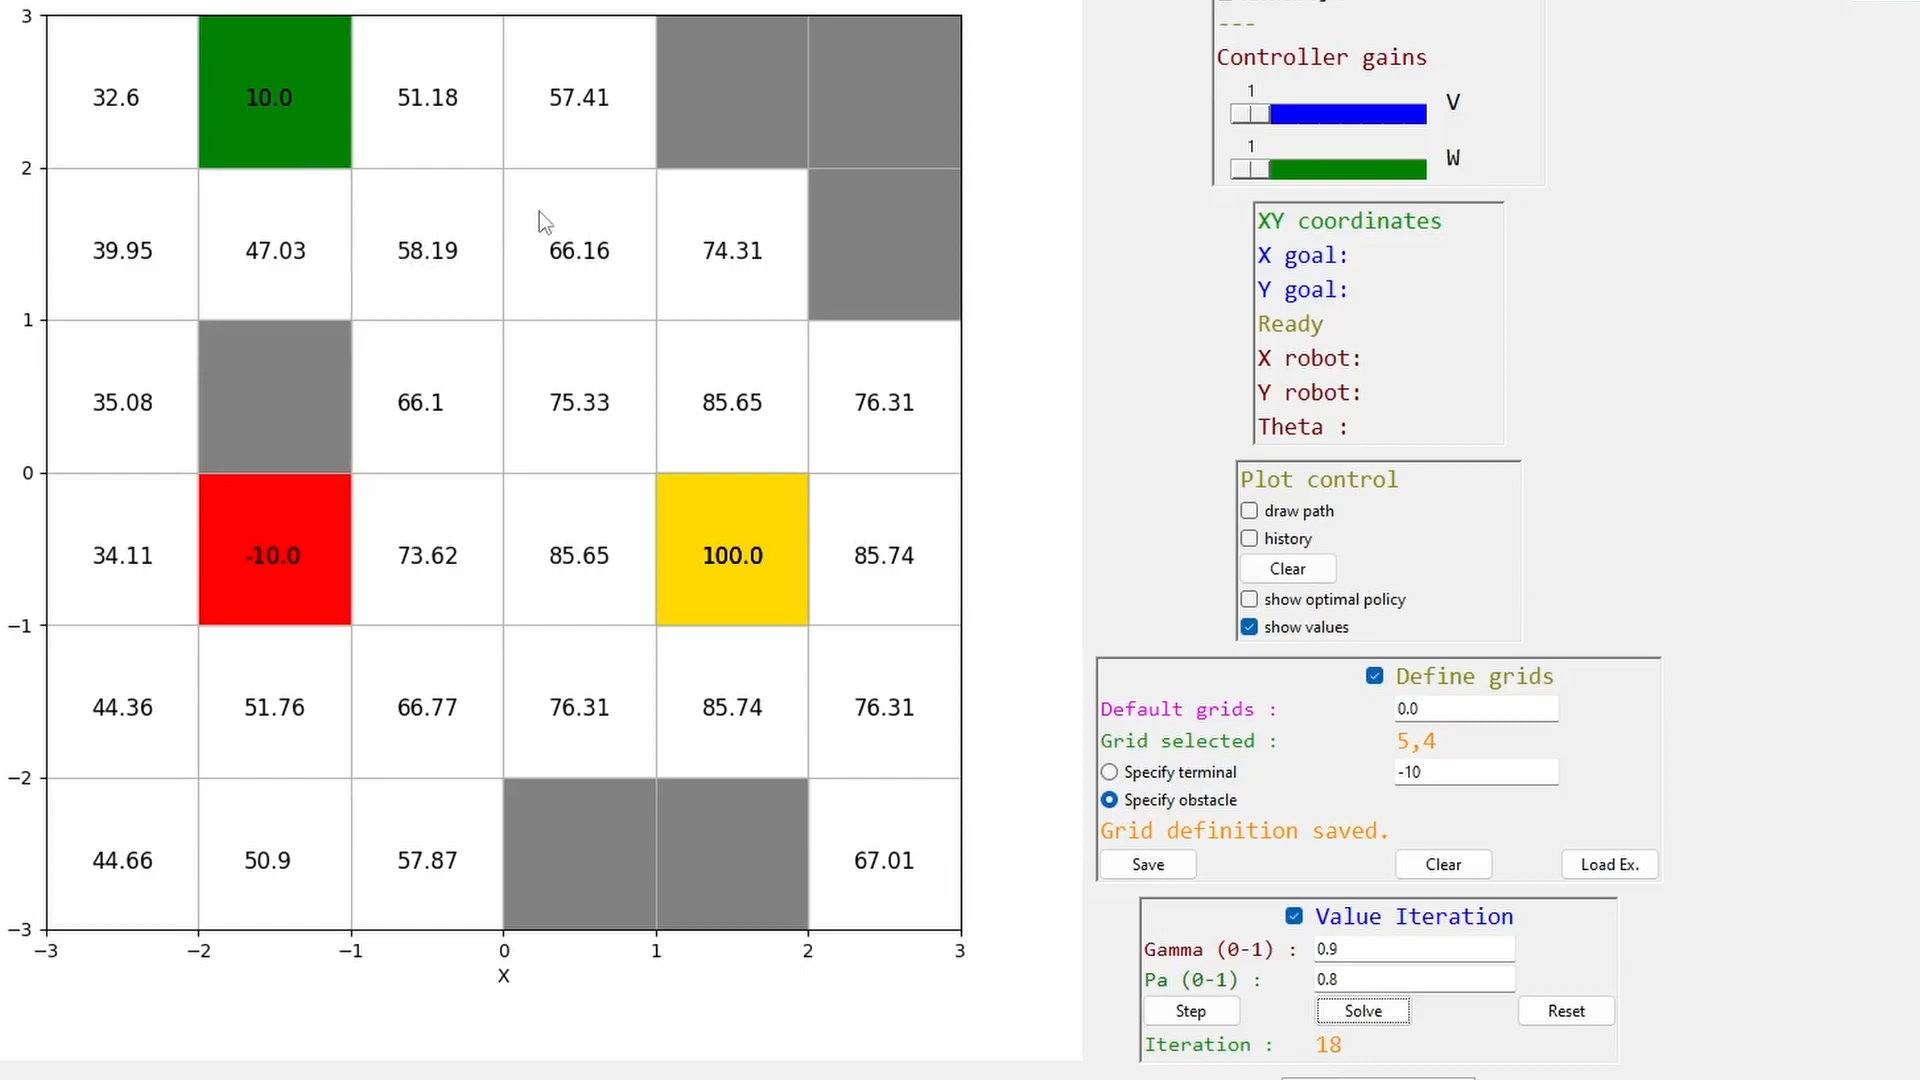 3
32.6 10.0 51.18 57.41
2
39.95 47.03 58.19 66.16 74.31
1
35.08 66.1 75.33 85.65 76.31
0
34.11 -10.0 73.62 85.65 100.0 85.74
−1
44.36 51.76 66.77 76.31 85.74 76.31
−2
44.66 50.9 57.87 67.01
−3
−3 −2 −1 0 1 2 3
X
---
Controller gains
1
V
1
W
XY coordinates
X goal:
Y goal:
Ready
X robot:
Y robot:
Theta :
Plot control
draw path
history
Clear
show optimal policy
show values
Define grids
Default grids : 0.0
Grid selected : 5,4
Specify terminal -10
Specify obstacle
Grid definition saved.
Save Clear Load Ex.
Value Iteration
Gamma (0-1) : 0.9
Pa (0-1) : 0.8
Step Solve Reset
Iteration : 18